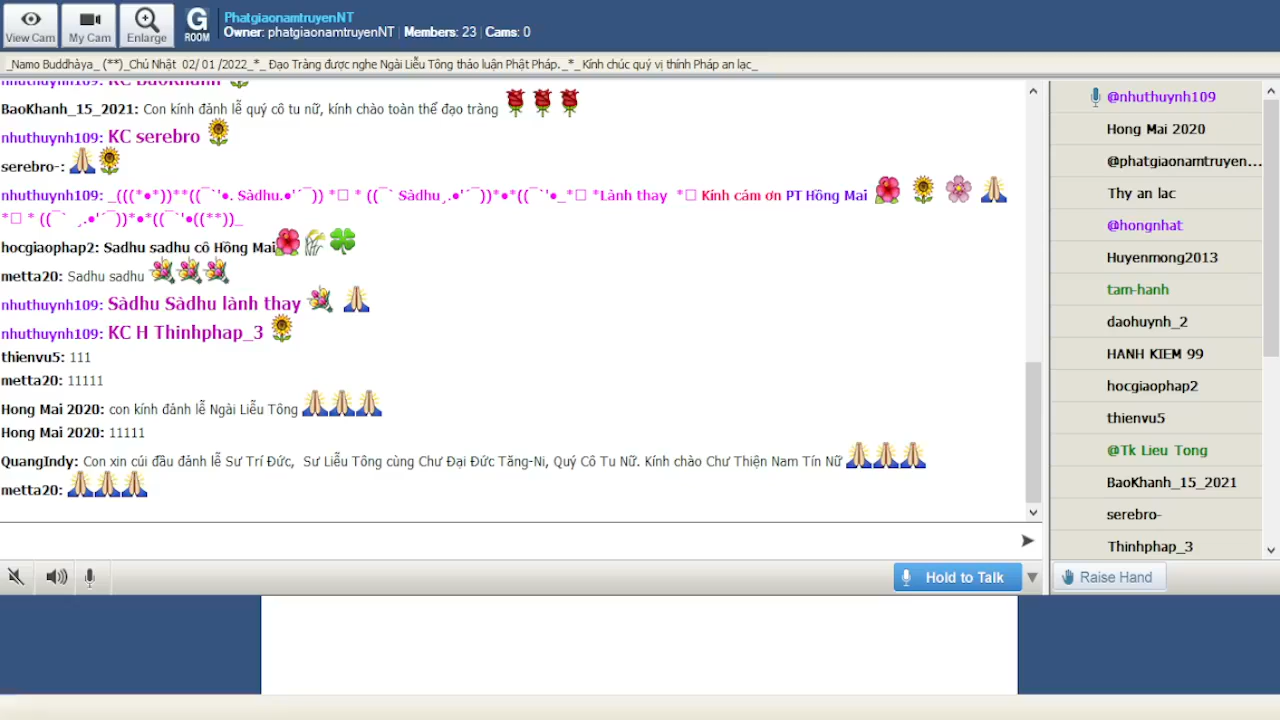 View Cam
My Cam
Enlarge
G
ROOM
PhatgiaonamtruyenNT
Owner: phatgiaonamtruyenNT | Members: 23 | Cams: 0
_Namo Buddhàya_ (**)_Chủ Nhật 02/ 01 /2022_*_ Đạo Tràng được nghe Ngài Liễu Tông thảo luận Phật Pháp._*_ Kính chúc quý vị thính Pháp an lạc_
nhuthuynh109: KC BaoKhanh
BaoKhanh_15_2021: Con kính đảnh lễ quý cô tu nữ, kính chào toàn thể đạo tràng
nhuthuynh109: KC serebro
serebro-:
nhuthuynh109: _(((*•*))**((¯`'•. Sàdhu.•'´¯)) *□ * ((¯` Sàdhu¸.•'´¯))*•*((¯`'•_*□ *Lành thay *□ Kính cám ơn PT Hồng Mai
*□ * ((¯` ¸.•'´¯))*•*((¯`'•((**))_
hocgiaophap2: Sadhu sadhu cô Hồng Mai
metta20: Sadhu sadhu
nhuthuynh109: Sàdhu Sàdhu lành thay
nhuthuynh109: KC H Thinhphap_3
thienvu5: 111
metta20: 11111
Hong Mai 2020: con kính đảnh lễ Ngài Liễu Tông
Hong Mai 2020: 11111
QuangIndy: Con xin cúi đầu đảnh lễ Sư Trí Đức, Sư Liễu Tông cùng Chư Đại Đức Tăng-Ni, Quý Cô Tu Nữ. Kính chào Chư Thiện Nam Tín Nữ
metta20:
@nhuthuynh109
Hong Mai 2020
@phatgiaonamtruyen...
Thy an lac
@hongnhat
Huyenmong2013
tam-hanh
daohuynh_2
HANH KIEM 99
hocgiaophap2
thienvu5
@Tk Lieu Tong
BaoKhanh_15_2021
serebro-
Thinhphap_3
Hold to Talk
Raise Hand